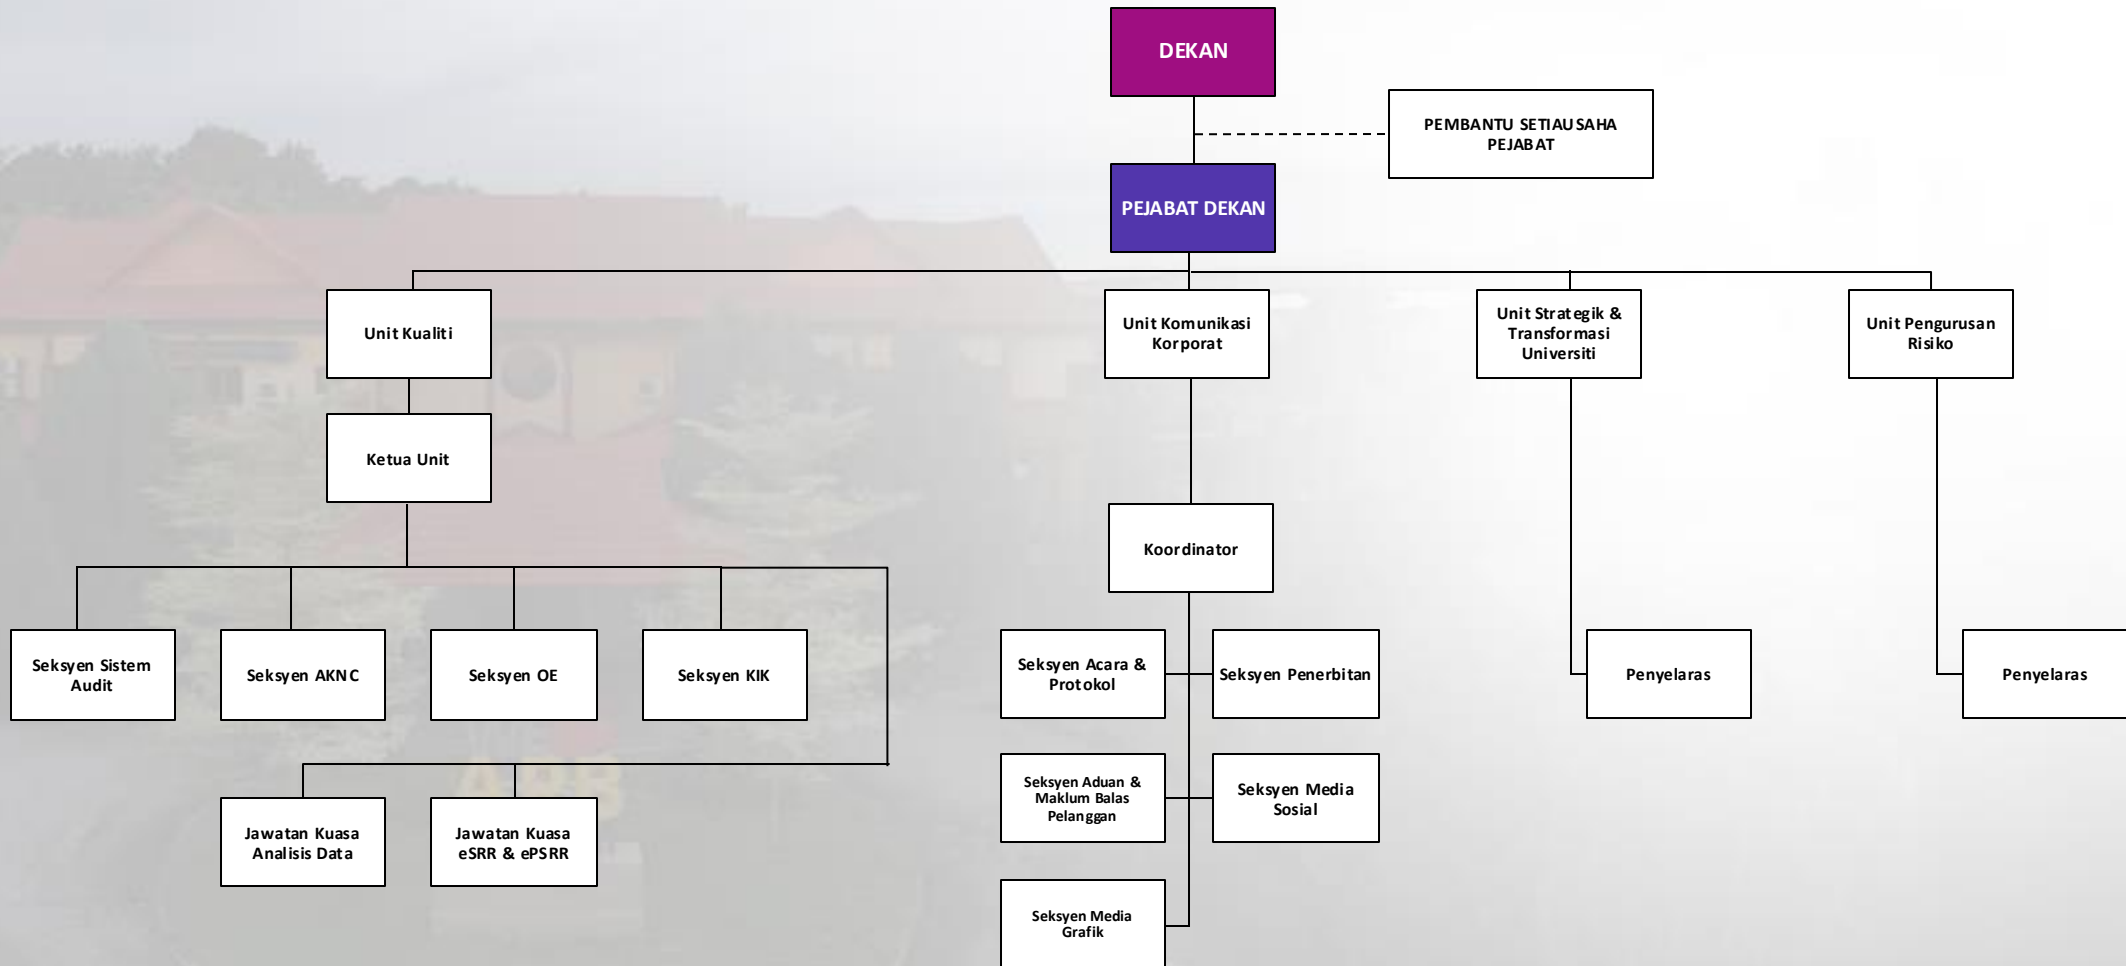 DEKAN
PEMBANTU SETIAUSAHA
PEJABAT
PEJABAT DEKAN
Unit Kualiti
Unit Komunikasi
Korporat
Unit Strategik &
Transformasi
Universiti
Unit Pengurusan
Risiko
Ketua Unit
Koordinator
Seksyen Sistem
Audit
Seksyen AKNC
Seksyen OE
Seksyen KIK
Seksyen Acara &
Protokol
Seksyen Penerbitan
Penyelaras
Penyelaras
Seksyen Aduan &
Maklum Balas
Pelanggan
Seksyen Media
Sosial
Jawatan Kuasa
Analisis Data
Jawatan Kuasa
eSRR & ePSRR
Seksyen Media
Grafik